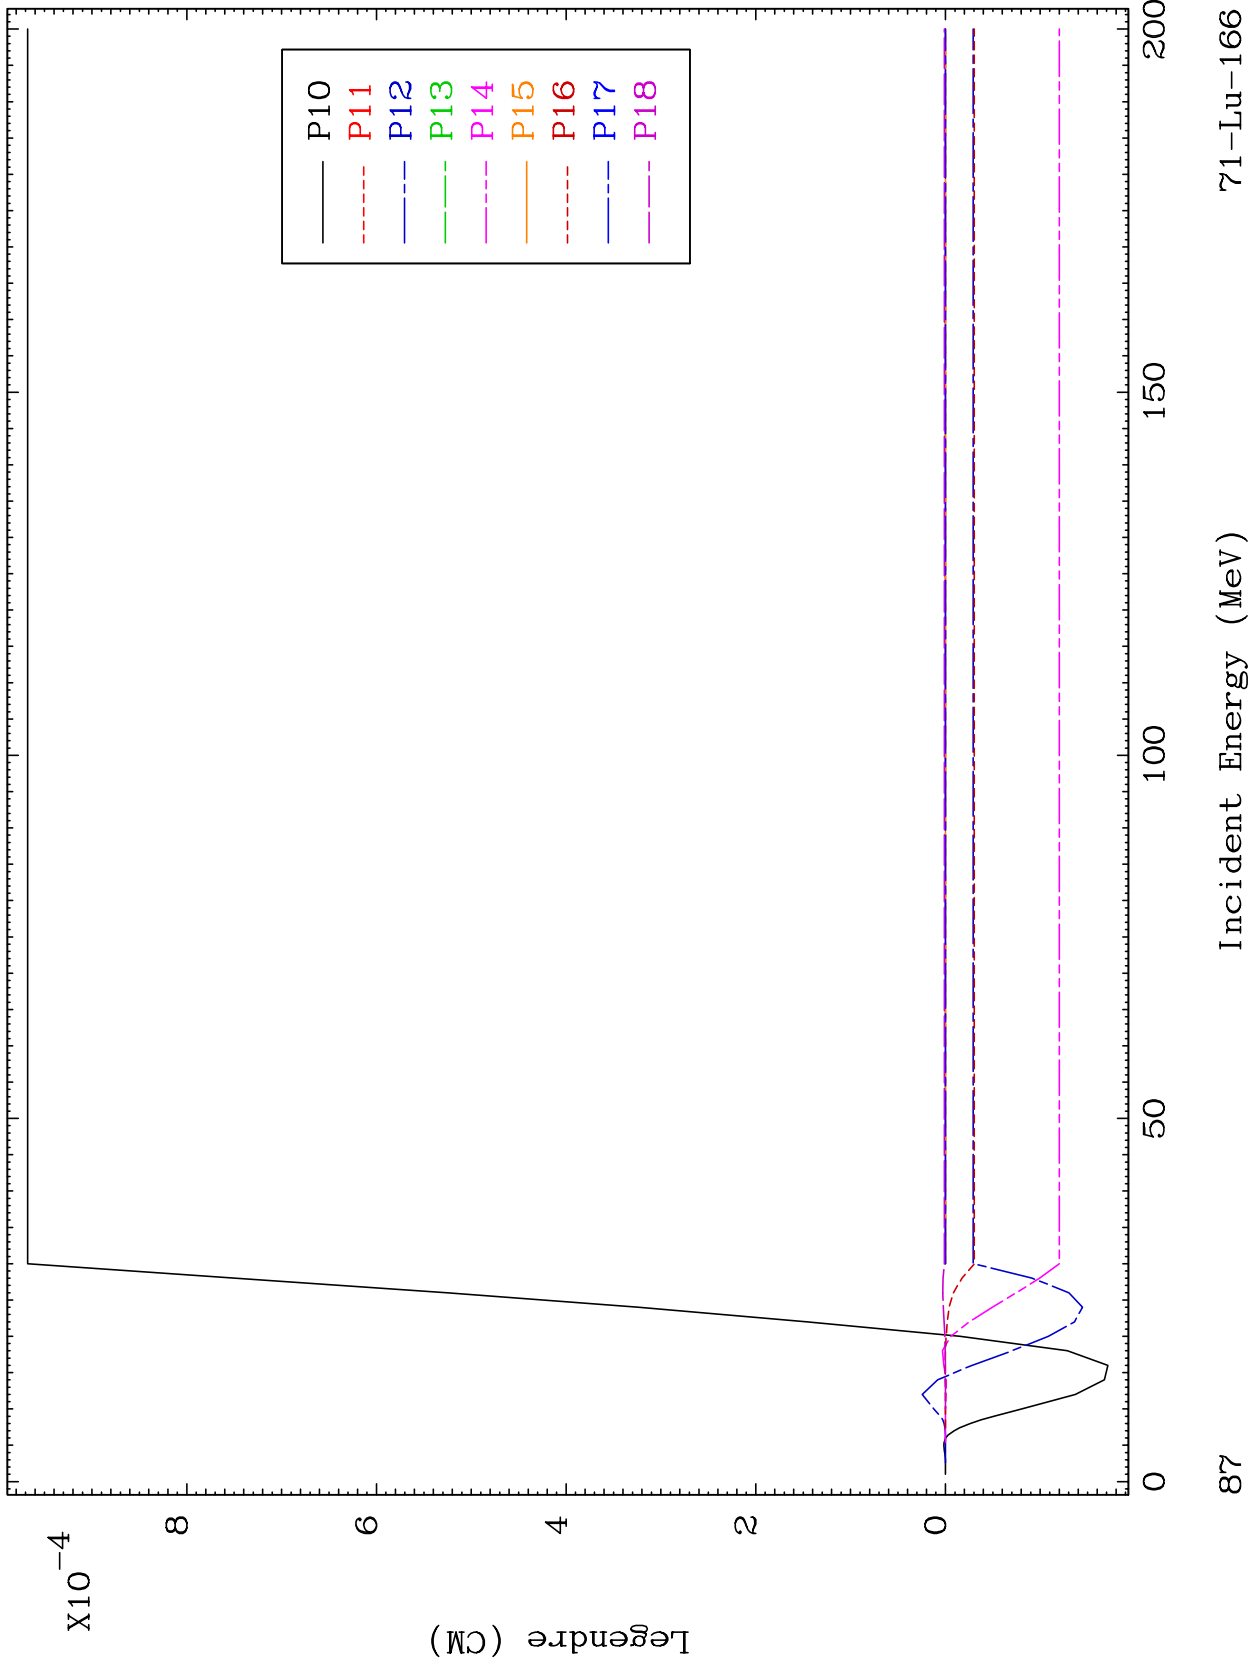 X10-4
8
6
4
2
0
Legendre (CM)
P10
P11
P12
P13
P14
P15
P16
P17
P18
0
50
100
150
200
87
Incident Energy (MeV)
71-Lu-166